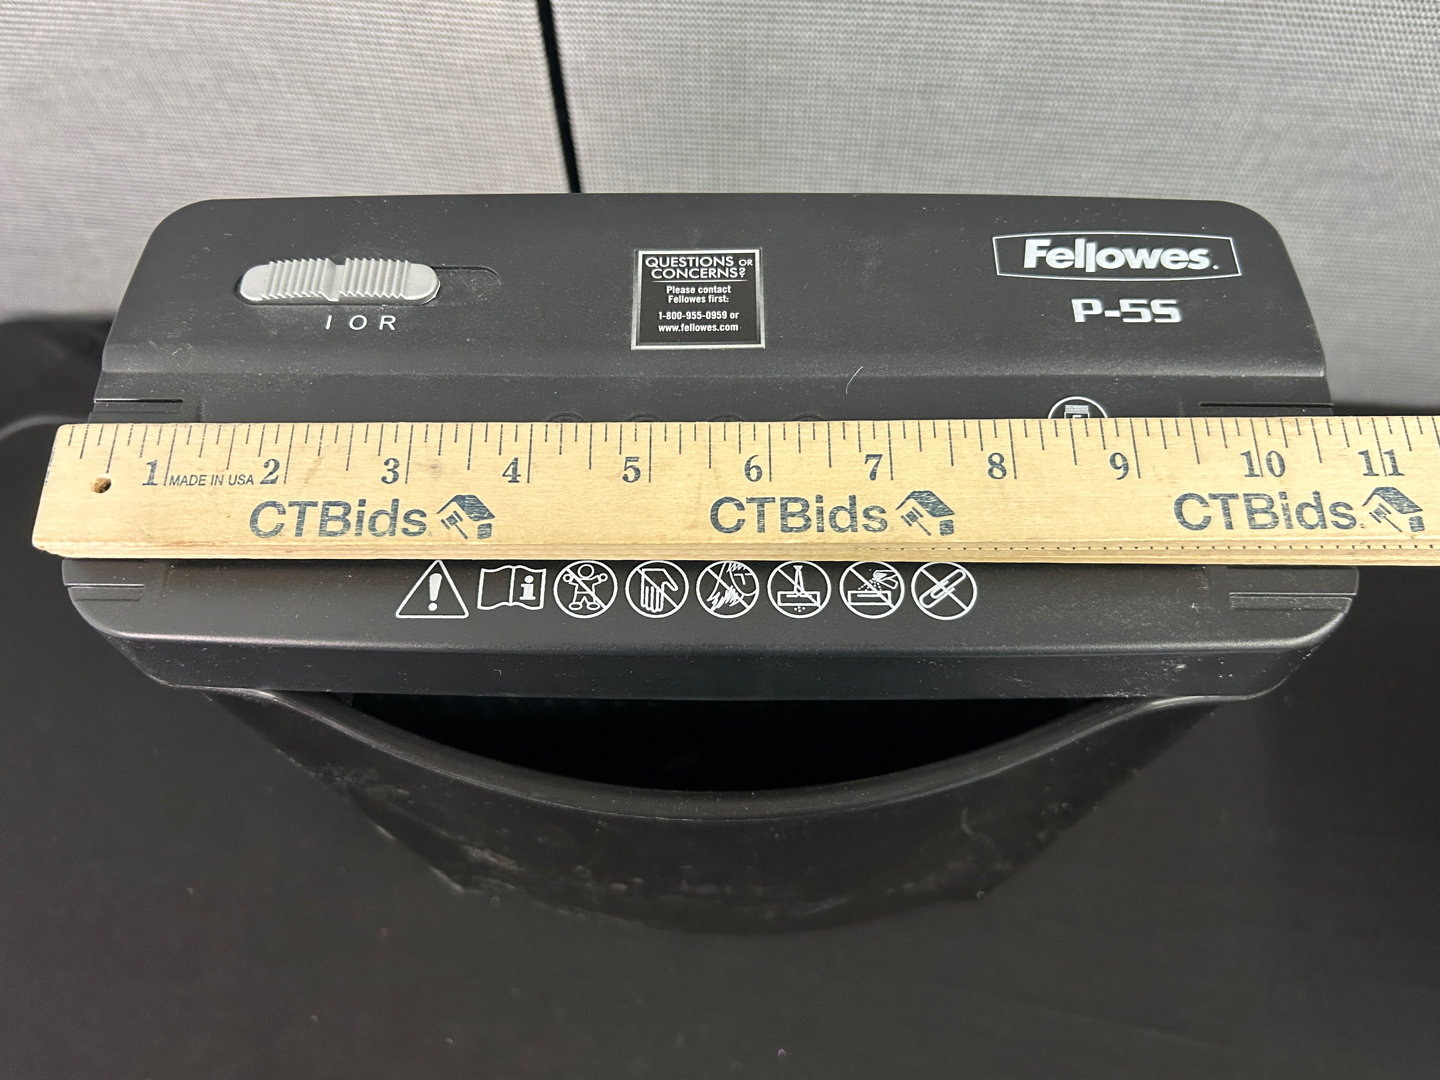 Fellowes.
P-5S
QUESTIONS OR
CONCERNS?
Please contact
Fellowes first:
1-800-955-0959 or
www.fellowes.com
I O R
1 MADE IN USA 2 3 4 5 6 7 8 9 10 11
CTBids CTBids CTBids